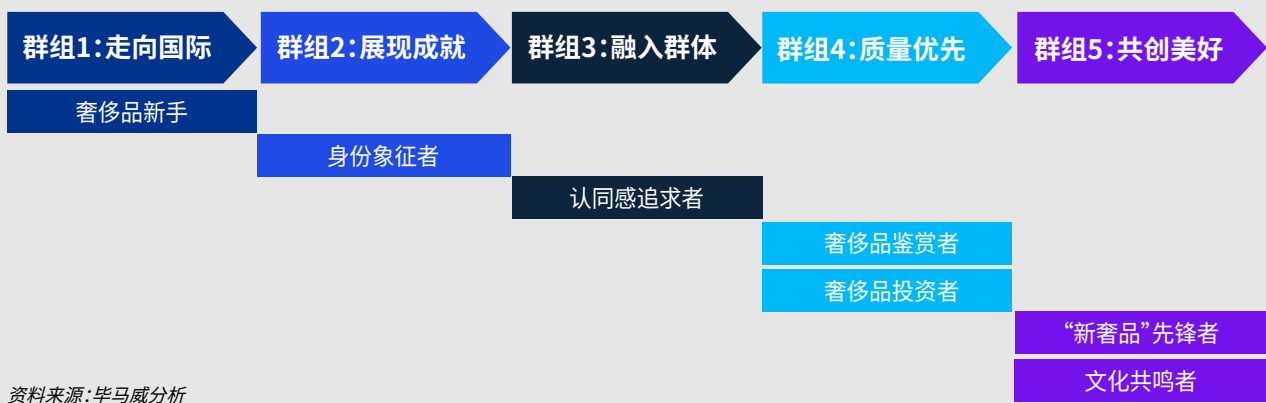 群组1：走向国际
群组2：展现成就
群组3：融入群体
群组4：质量优先
群组5：共创美好
奢侈品新手
身份象征者
认同感追求者
奢侈品鉴赏者
奢侈品投资者
“新奢品”先锋者
文化共鸣者
资料来源：毕马威分析